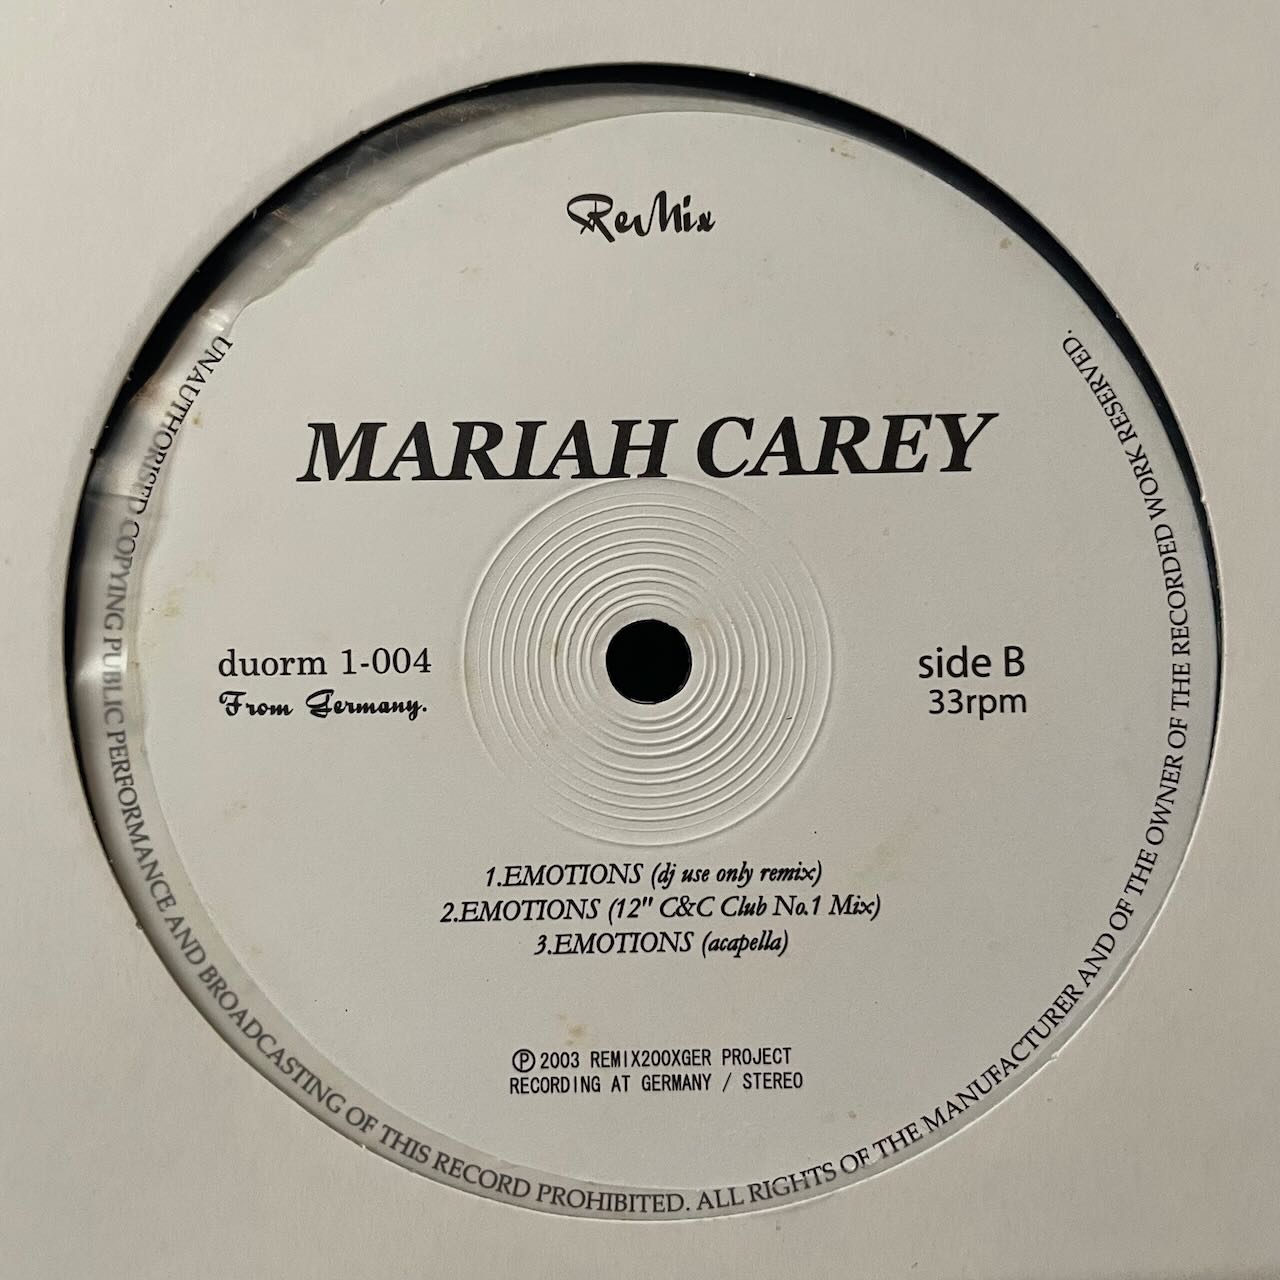 ReMix
MARIAH CAREY
duorm 1-004
From Germany.
side B
33rpm
1.EMOTIONS (dj use only remix)
2.EMOTIONS (12" C&C Club No.1 Mix)
3.EMOTIONS (acapella)
℗ 2003 REMIX200XGER PROJECT
RECORDING AT GERMANY / STEREO
UNAUTHORISED COPYING PUBLIC PERFORMANCE AND BROADCASTING OF THIS RECORD PROHIBITED. ALL RIGHTS OF THE MANUFACTURER AND OF THE OWNER OF THE RECORDED WORK RESERVED.